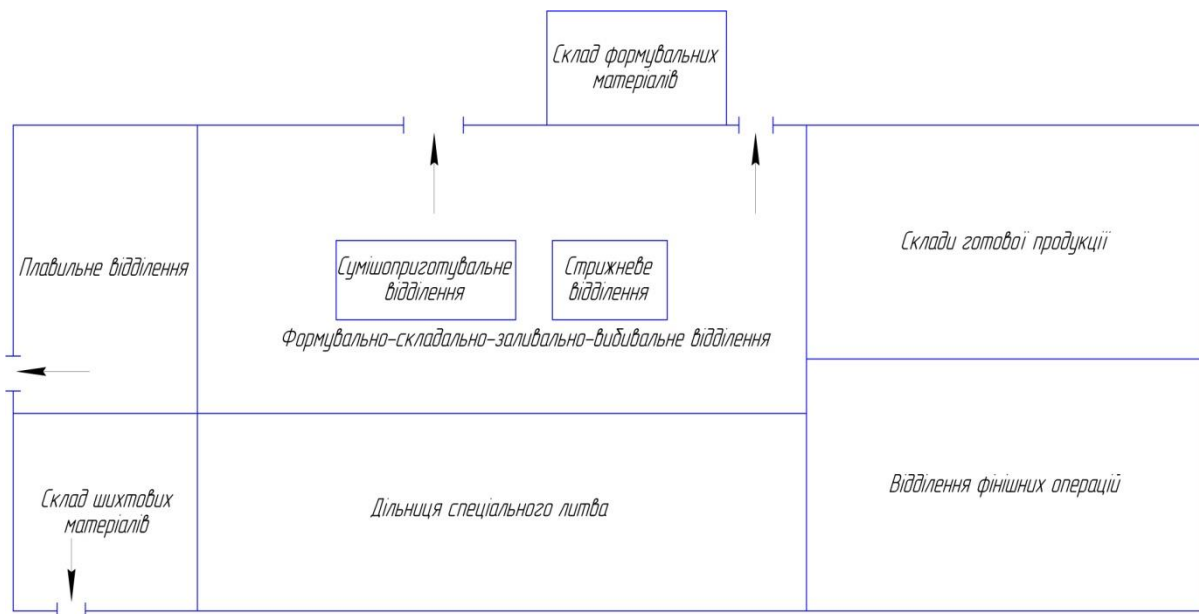 Склад формувальних
матеріалів
Плавильне відділення
Сумішоприготувальне
відділення
Стрижневе
відділення
Склади готової продукції
Формувально-складально-заливально-вибивальне відділення
Склад шихтових
матеріалів
Дільниця спеціального литва
Відділення фінішних операцій